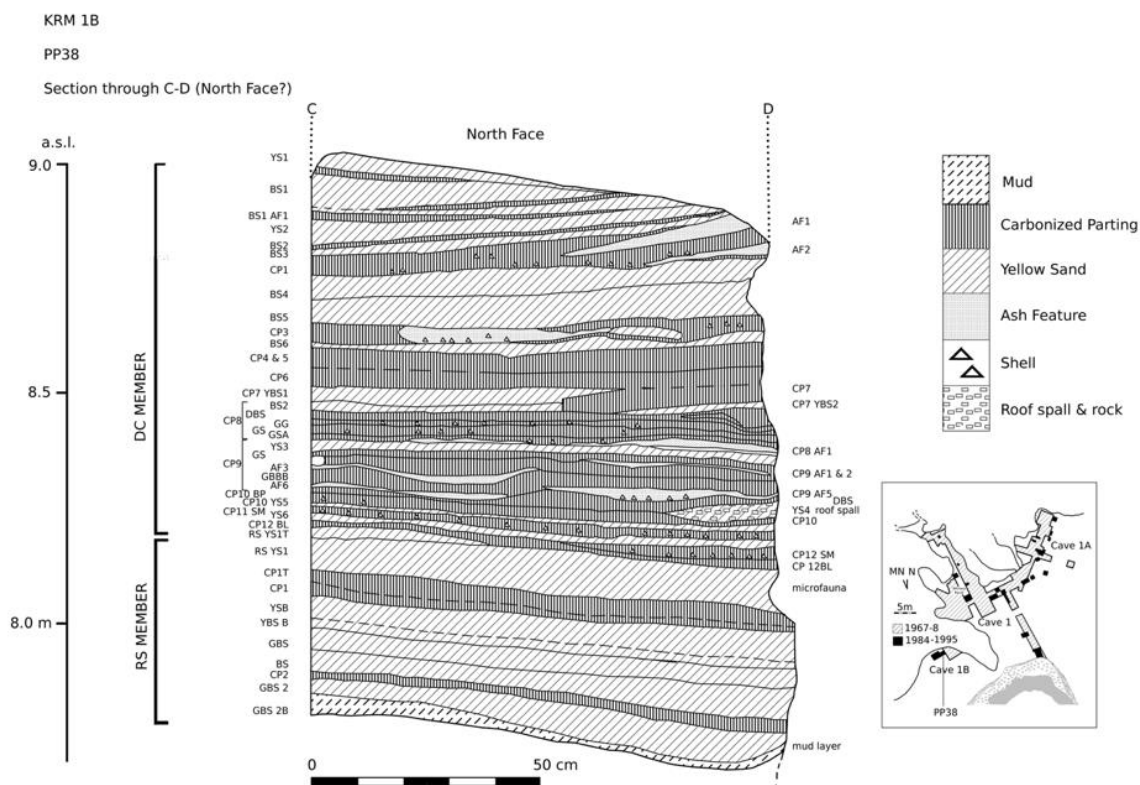 KRM 1B
PP38
Section through C-D (North Face?)
C
D
North Face
a.s.l.
9.0
8.5
8.0 m
DC MEMBER
RS MEMBER
YS1
BS1
BS1 AF1
YS2
BS2
BS3
CP1
BS4
BS5
CP3
BS6
CP4 & 5
CP6
CP7 YBS1
BS2
CP8
DBS
GG
GS
GSA
YS3
GS
CP9
AF3
GBBB
AF6
CP10 BP
CP10 YS5
CP11 SM
YS6
CP12 BL
RS YS1T
RS YS1
CP1T
CP1
YSB
YBS B
GBS
BS
CP2
GBS 2
GBS 2B
AF1
AF2
CP7
CP7 YBS2
CP8 AF1
CP9 AF1 & 2
CP9 AF5
DBS
YS4 roof spall
CP10
CP12 SM
CP 12BL
microfauna
mud layer
0
50 cm
Mud
Carbonized Parting
Yellow Sand
Ash Feature
Shell
Roof spall & rock
Cave 1A
MN N
5m
Cave 1
1967-8
1984-1995
Cave 1B
PP38